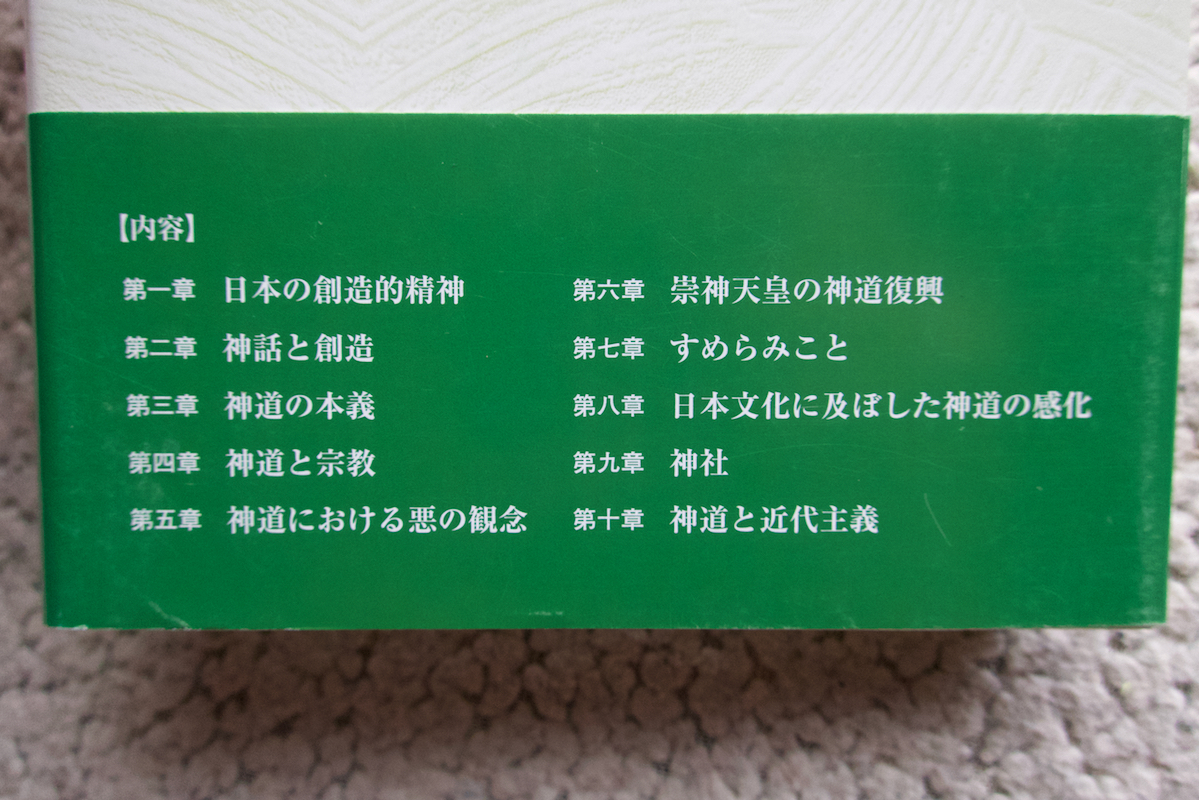 【内容】
第一章 日本の創造的精神
第二章 神話と創造
第三章 神道の本義
第四章 神道と宗教
第五章 神道における悪の観念
第六章 崇神天皇の神道復興
第七章 すめらみこと
第八章 日本文化に及ぼした神道の感化
第九章 神社
第十章 神道と近代主義